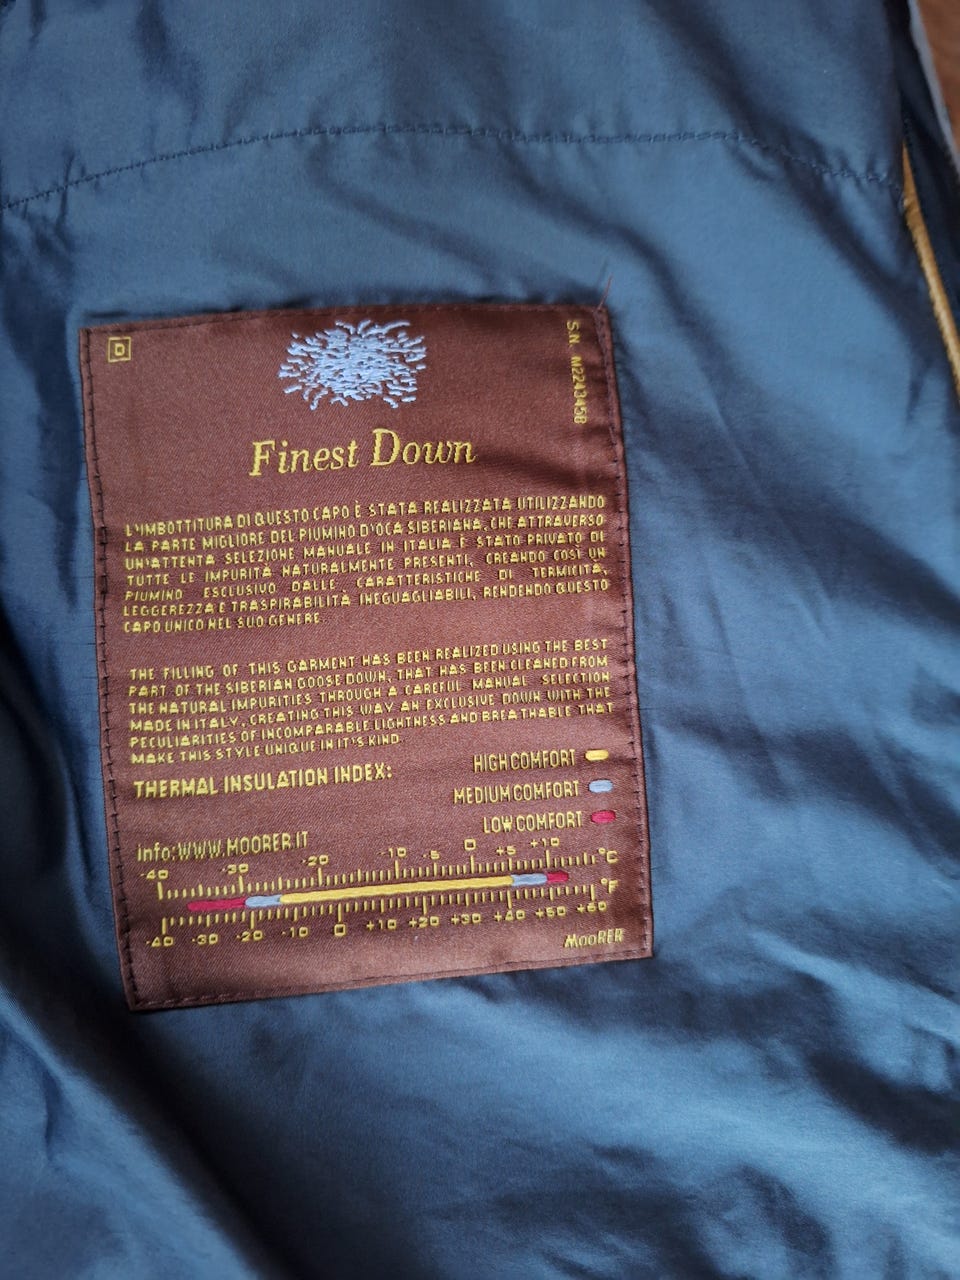 D
S.N. M2243458
Finest Down
L'IMBOTTITURA DI QUESTO CAPO È STATA REALIZZATA UTILIZZANDO
LA PARTE MIGLIORE DEL PIUMINO D'OCA SIBERIANA, CHE ATTRAVERSO
UN'ATTENTA SELEZIONE MANUALE IN ITALIA È STATO PRIVATO DI
TUTTE LE IMPURITÀ NATURALMENTE PRESENTI, CREANDO COSÌ UN
PIUMINO ESCLUSIVO DALLE CARATTERISTICHE DI TERMICITÀ,
LEGGEREZZA E TRASPIRABILITÀ INEGUAGLIABILI, RENDENDO QUESTO
CAPO UNICO NEL SUO GENERE.
THE FILLING OF THIS GARMENT HAS BEEN REALIZED USING THE BEST
PART OF THE SIBERIAN GOOSE DOWN, THAT HAS BEEN CLEANED FROM
THE NATURAL IMPURITIES THROUGH A CAREFUL MANUAL SELECTION
MADE IN ITALY, CREATING THIS WAY AN EXCLUSIVE DOWN WITH THE
PECULIARITIES OF INCOMPARABLE LIGHTNESS AND BREATHABLE THAT
MAKE THIS STYLE UNIQUE IN IT'S KIND.
HIGH COMFORT
THERMAL INSULATION INDEX:
MEDIUM COMFORT
LOW COMFORT
info: WWW.MOORER.IT
-40 -30 -20 -10 -5 0 +5 +10 °C
°F
-40 -30 -20 -10 0 +10 +20 +30 +40 +50 +60
MooRER